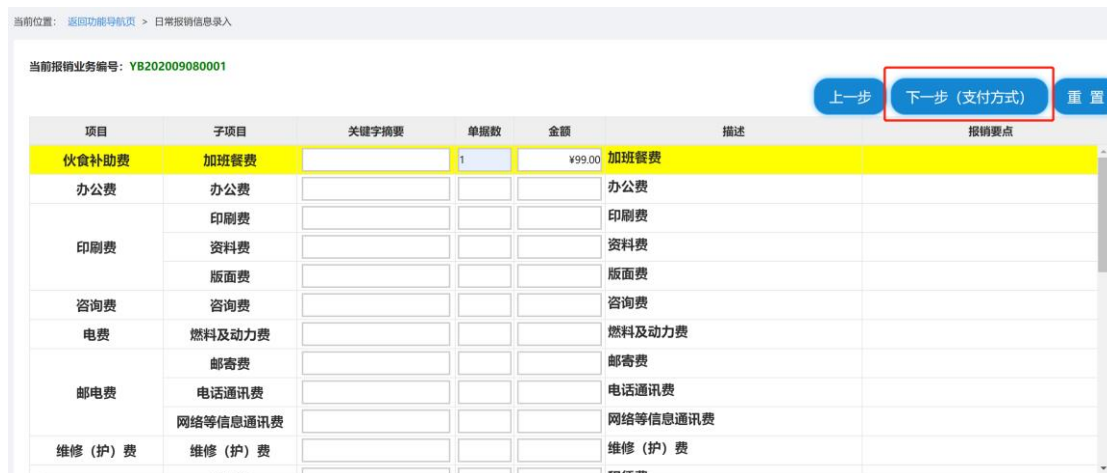 当前位置： 返回功能导航页 > 日常报销信息录入
当前报销业务编号：YB202009080001
上一步 下一步（支付方式） 重 置
项目 子项目 关键字摘要 单据数 金额 描述 报销要点
伙食补助费 加班餐费 1 ¥99.00 加班餐费
办公费 办公费 办公费
印刷费 印刷费
印刷费 资料费 资料费
版面费 版面费
咨询费 咨询费 咨询费
电费 燃料及动力费 燃料及动力费
邮寄费 邮寄费
邮电费 电话通讯费 电话通讯费
网络等信息通讯费 网络等信息通讯费
维修（护）费 维修（护）费 维修（护）费